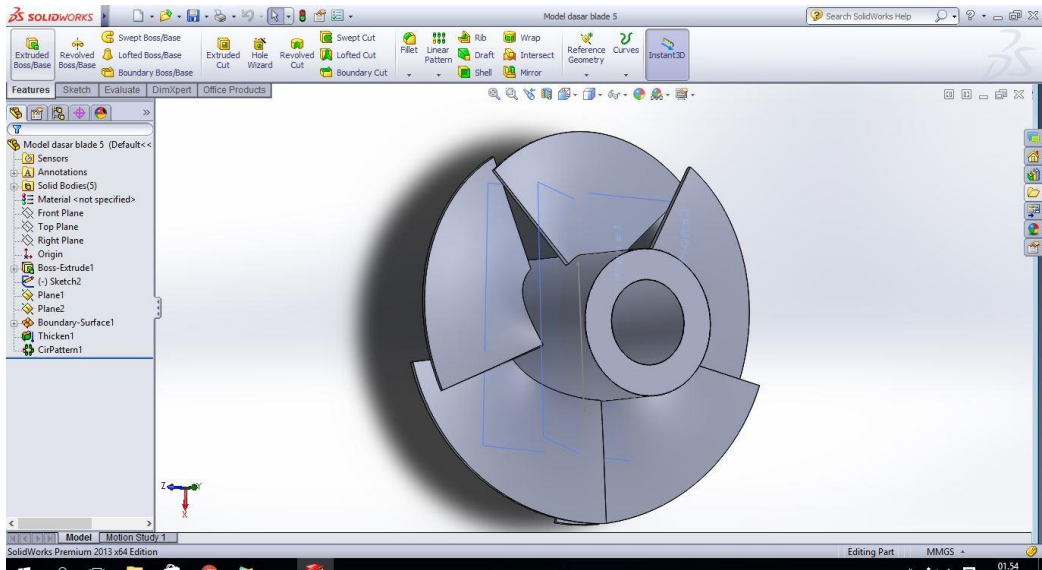 SOLIDWORKS
Model dasar blade 5
Search SolidWorks Help
Extruded Boss/Base
Revolved Boss/Base
Swept Boss/Base
Lofted Boss/Base
Boundary Boss/Base
Extruded Cut
Hole Wizard
Revolved Cut
Swept Cut
Lofted Cut
Boundary Cut
Fillet
Linear Pattern
Rib
Draft
Shell
Wrap
Intersect
Mirror
Reference Geometry
Curves
Instant3D
Features
Sketch
Evaluate
DimXpert
Office Products
Model dasar blade 5 (Default<<
Sensors
Annotations
Solid Bodies(5)
Material <not specified>
Front Plane
Top Plane
Right Plane
Origin
Boss-Extrude1
(-) Sketch2
Plane1
Plane2
Boundary-Surface1
Thicken1
CirPattern1
Z
Y
X
Model
Motion Study 1
SolidWorks Premium 2013 x64 Edition
Editing Part
MMGS
01.54